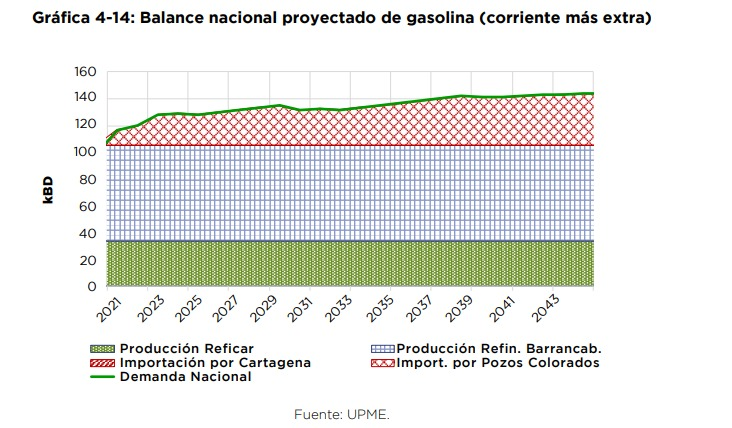 Gráfica 4-14: Balance nacional proyectado de gasolina (corriente más extra)
160
140
120
100
80
60
40
20
0
kBD
2021
2023
2025
2027
2029
2031
2033
2035
2037
2039
2041
2043
Producción Reficar
Producción Refin. Barrancab.
Importación por Cartagena
Import. por Pozos Colorados
Demanda Nacional
Fuente: UPME.